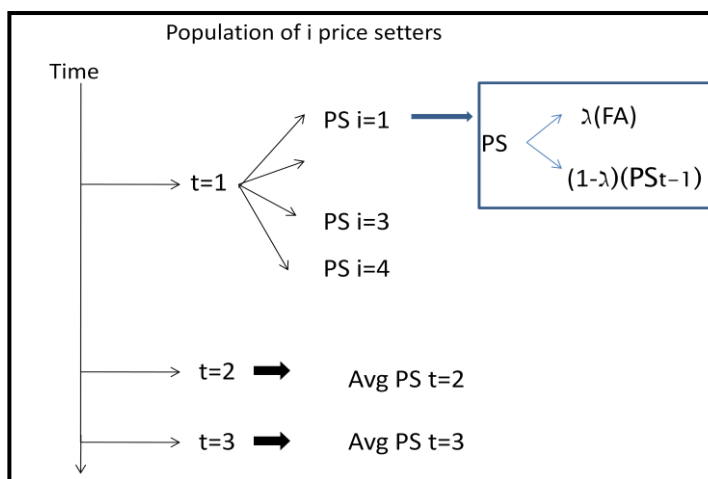 Population of i price setters
Time
PS i=1
λ(FA)
PS
(1-λ)(PSt-1)
t=1
PS i=3
PS i=4
t=2
Avg PS t=2
t=3
Avg PS t=3